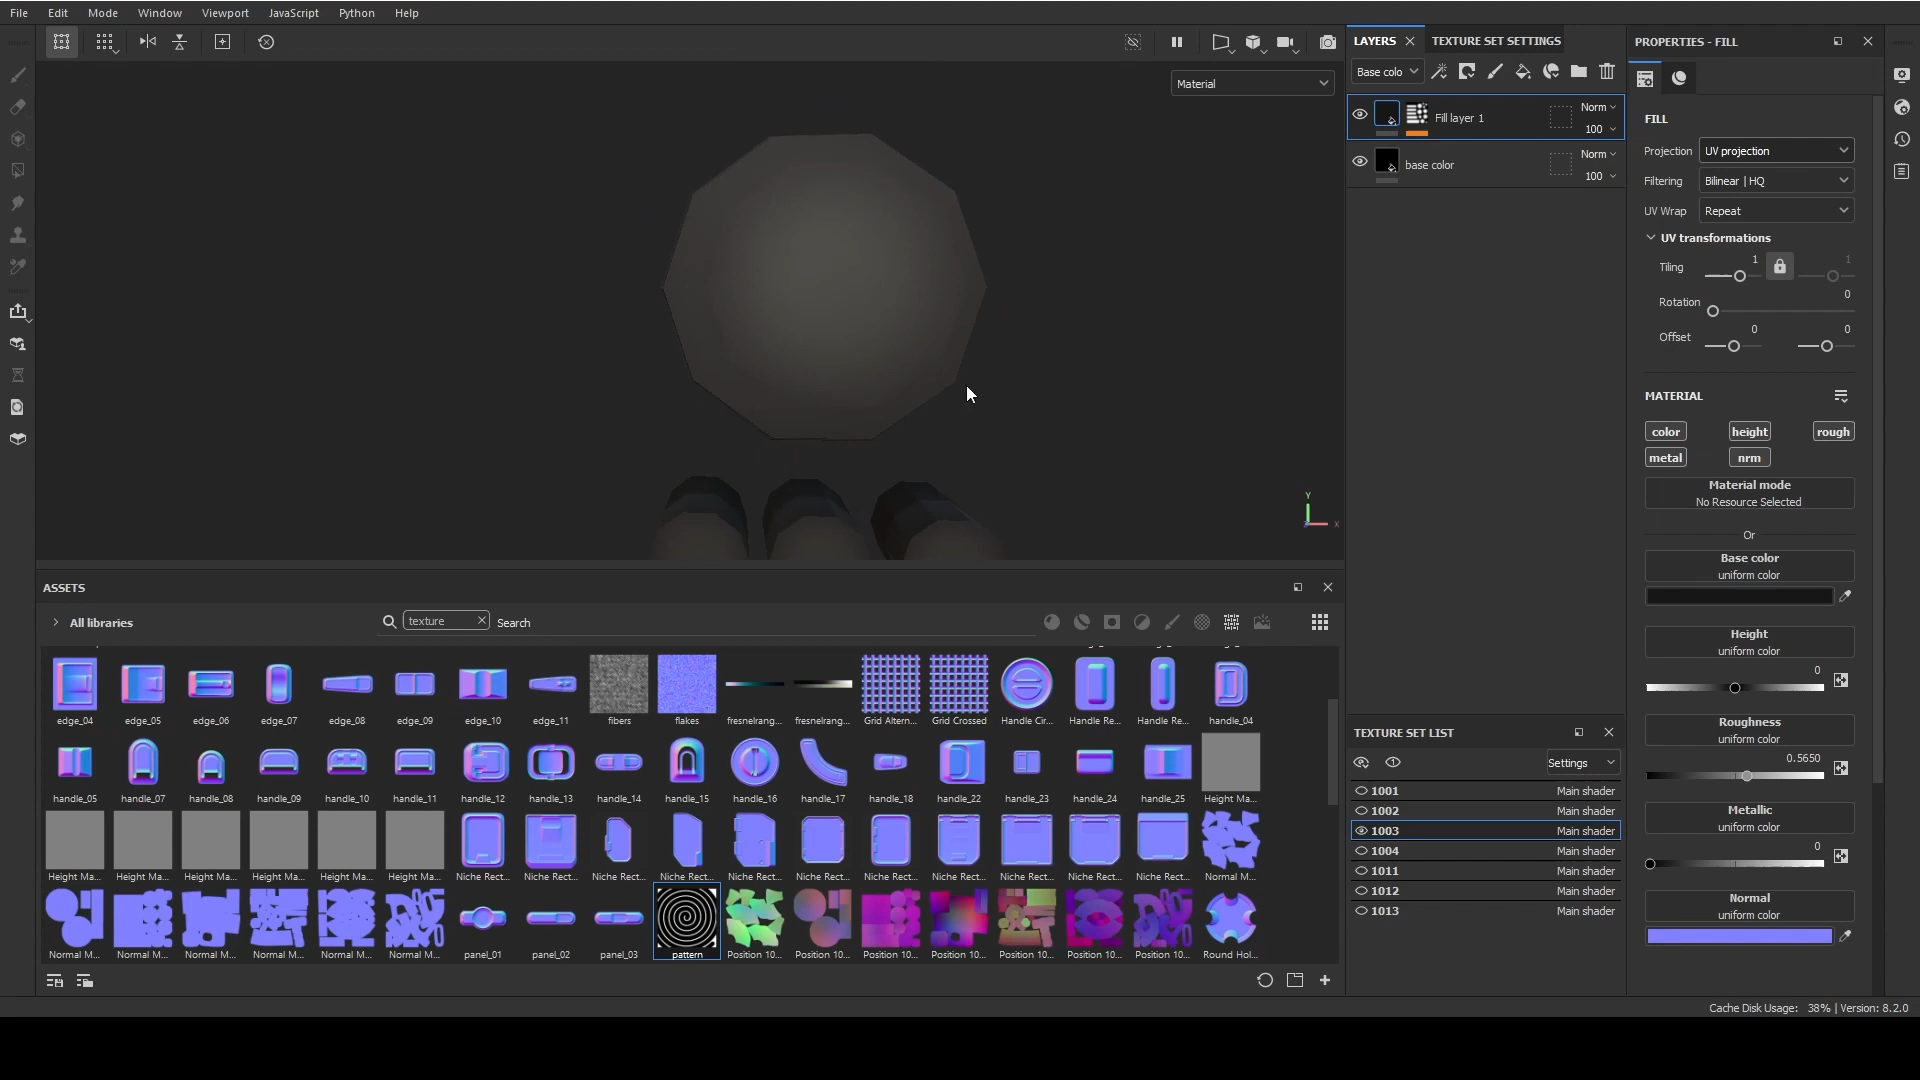 File Edit Mode Window Viewport JavaScript Python Help
LAYERS TEXTURE SET SETTINGS
Base colo
Fill layer 1 Norm 100
base color Norm 100
Material
Y
X
PROPERTIES - FILL
FILL
Projection UV projection
Filtering Bilinear | HQ
UV Wrap Repeat
UV transformations
Tiling 1 1
Rotation 0
Offset 0 0
MATERIAL
color height rough
metal nrm
Material mode
No Resource Selected
Or
Base color
uniform color
Height
uniform color
0
Roughness
uniform color
0.5650
Metallic
uniform color
0
Normal
uniform color
TEXTURE SET LIST
Settings
1001 Main shader
1002 Main shader
1003 Main shader
1004 Main shader
1011 Main shader
1012 Main shader
1013 Main shader
ASSETS
All libraries texture Search
edge_04 edge_05 edge_06 edge_07 edge_08 edge_09 edge_10 edge_11 fibers flakes fresnelrang... fresnelrang... Grid Altern... Grid Crossed Handle Cir... Handle Re... Handle Re... handle_04
handle_05 handle_07 handle_08 handle_09 handle_10 handle_11 handle_12 handle_13 handle_14 handle_15 handle_16 handle_17 handle_18 handle_22 handle_23 handle_24 handle_25 Height Ma...
Height Ma... Height Ma... Height Ma... Height Ma... Height Ma... Height Ma... Niche Rect... Niche Rect... Niche Rect... Niche Rect... Niche Rect... Niche Rect... Niche Rect... Niche Rect... Niche Rect... Niche Rect... Niche Rect... Normal M...
Normal M... Normal M... Normal M... Normal M... Normal M... Normal M... panel_01 panel_02 panel_03 pattern Position 10... Position 10... Position 10... Position 10... Position 10... Position 10... Position 10... Round Hol...
Cache Disk Usage: 38% | Version: 8.2.0